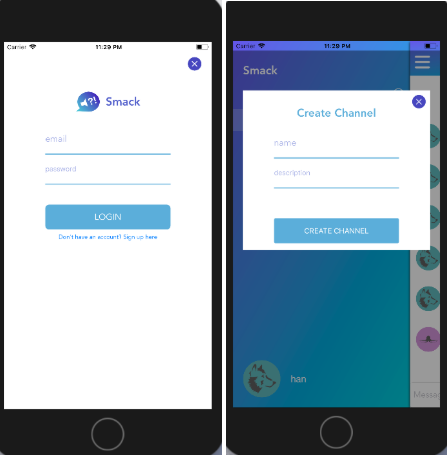 Carrier 11:29 PM
Smack
email
password
LOGIN
Don't have an account? Sign up here
Carrier 11:29 PM
Smack
Create Channel
name
description
CREATE CHANNEL
han
Messa